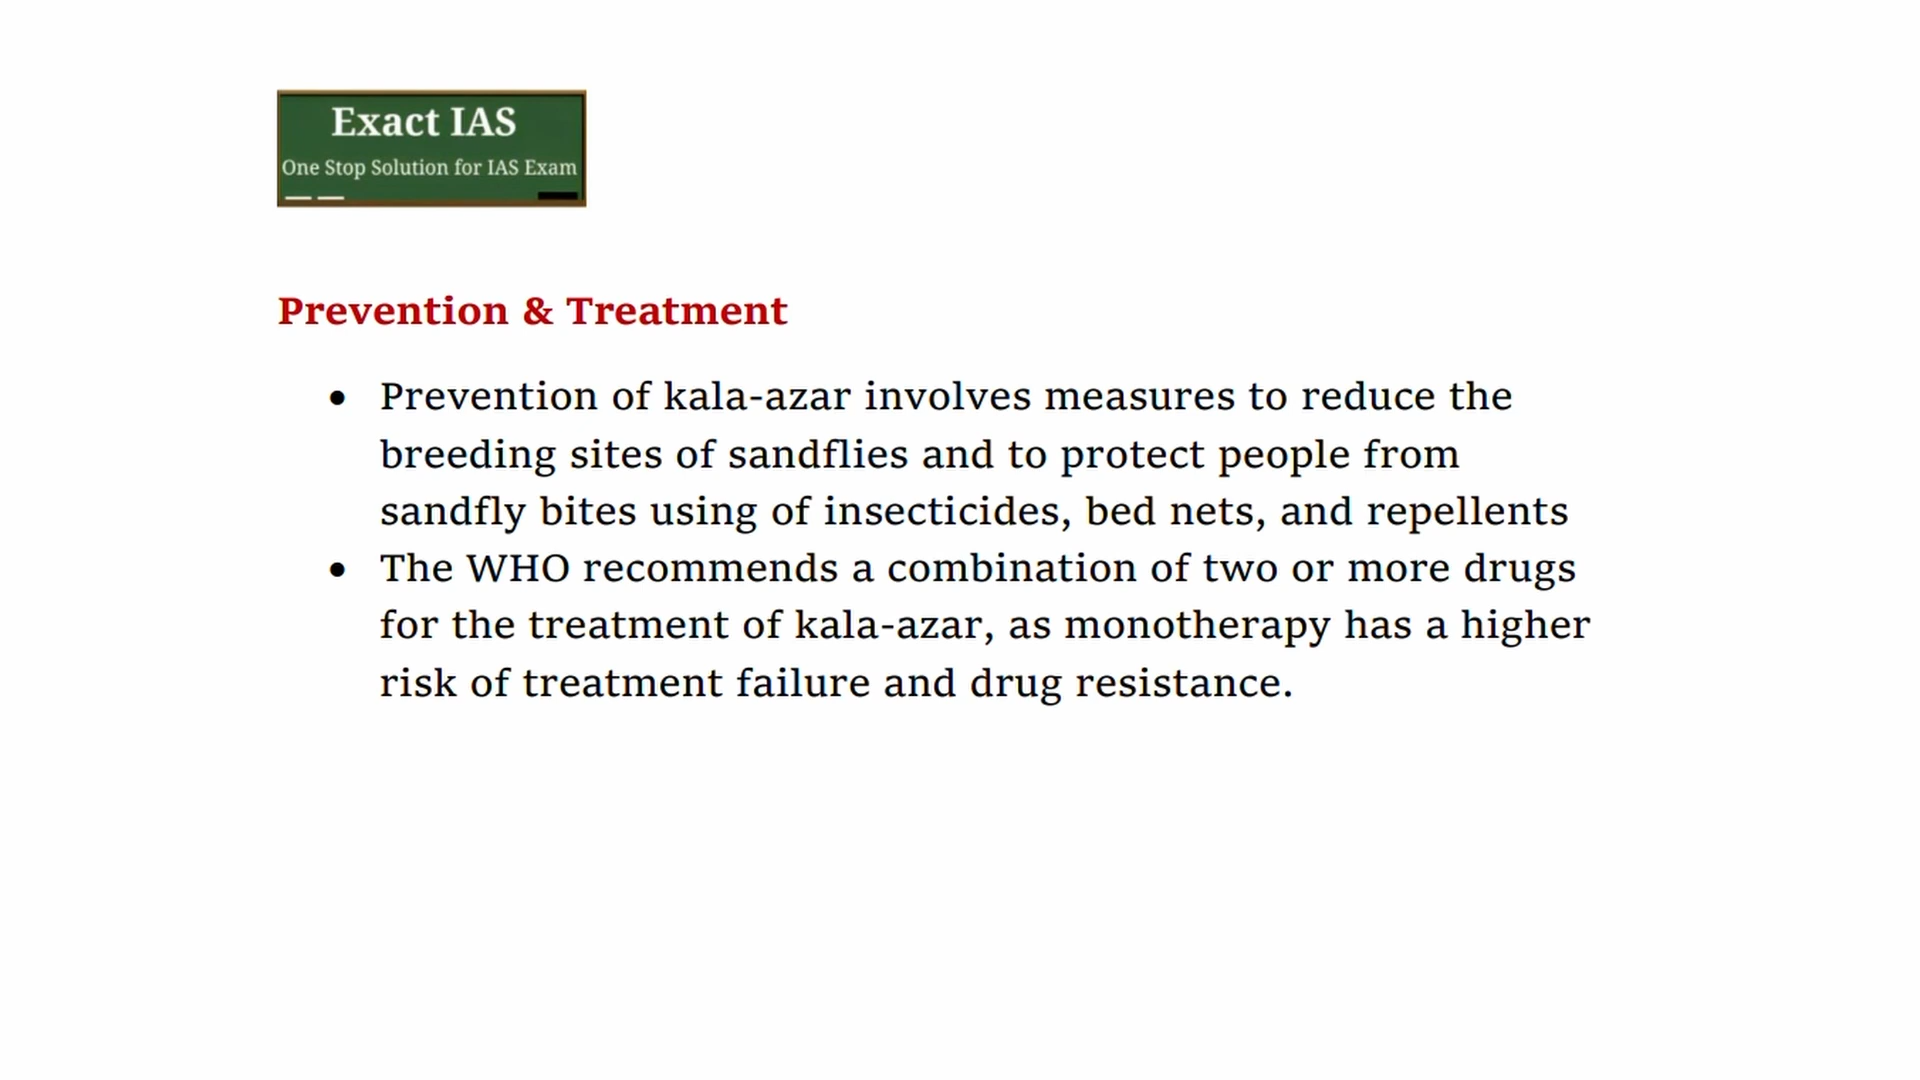 Exact IAS
One Stop Solution for IAS Exam
Prevention & Treatment
• Prevention of kala-azar involves measures to reduce the
breeding sites of sandflies and to protect people from
sandfly bites using of insecticides, bed nets, and repellents
• The WHO recommends a combination of two or more drugs
for the treatment of kala-azar, as monotherapy has a higher
risk of treatment failure and drug resistance.